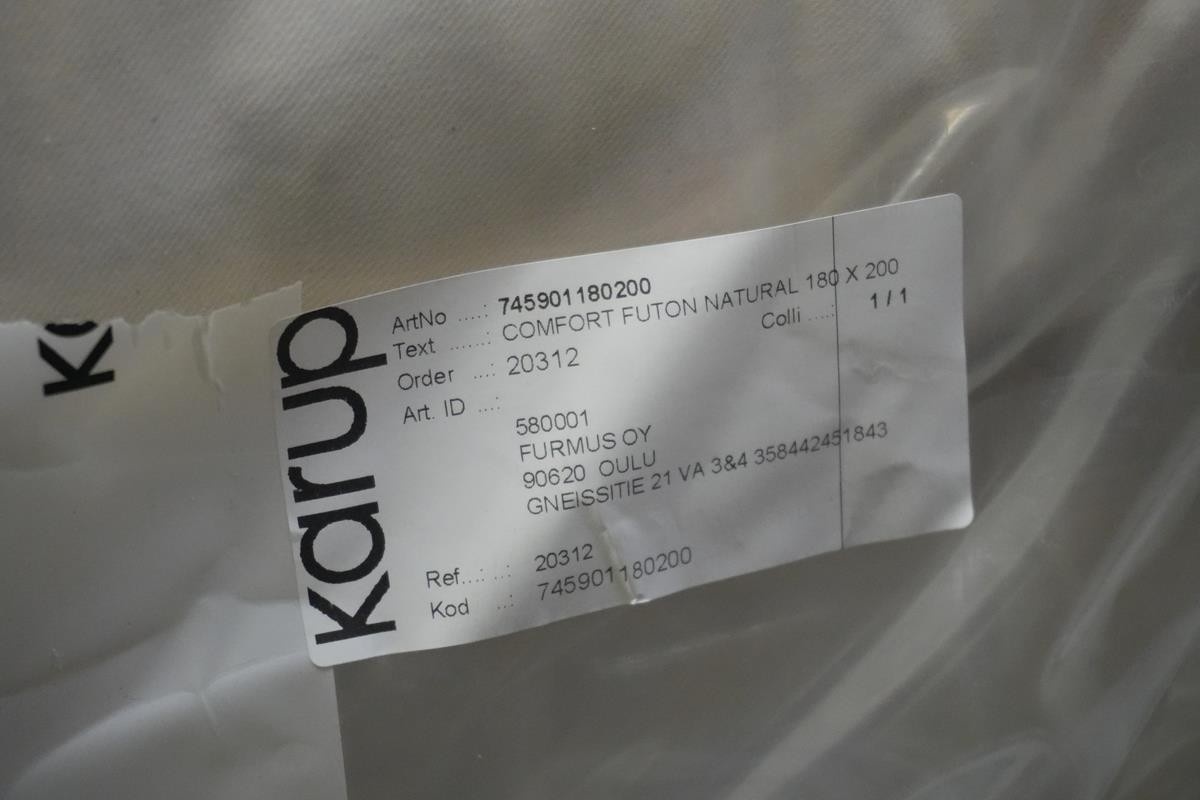 Ka
karup
ArtNo ....: 745901180200
Text .......: COMFORT FUTON NATURAL 180 X 200
Colli ....: 1 / 1
Order ...: 20312
Art. ID ...:
580001
FURMUS OY
90620 OULU
GNEISSITIE 21 VA 3&4 358442451843
Ref...: ..: 20312
Kod ..: 745901180200